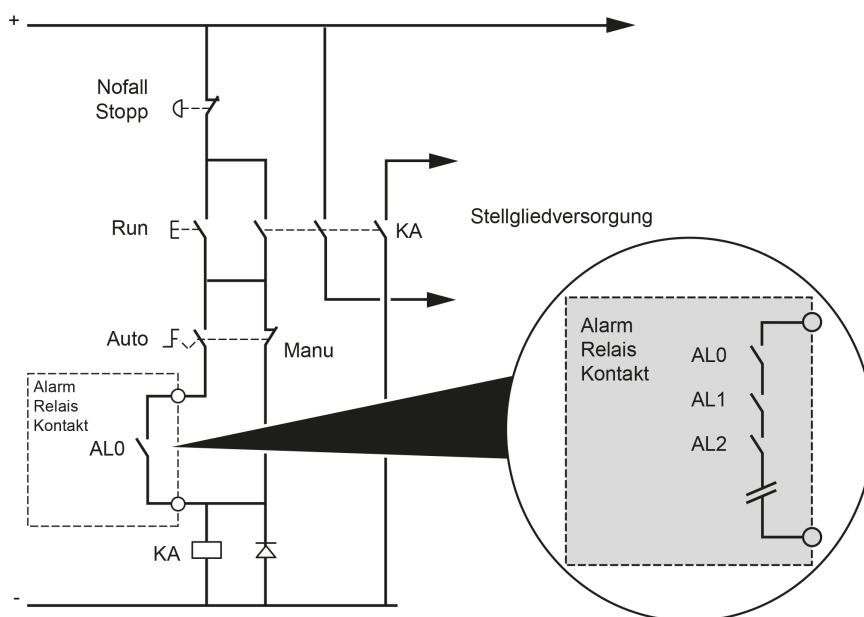 +
Nofall
Stopp
Run
KA
Stellgliedversorgung
Auto
Manu
Alarm
Relais
Kontakt
AL0
KA
-
Alarm
Relais
Kontakt
AL0
AL1
AL2